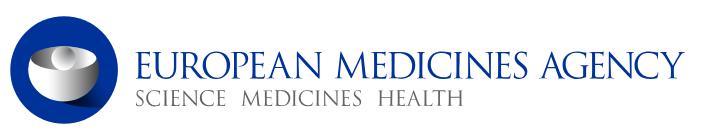 EUROPEAN MEDICINES AGENCY
SCIENCE MEDICINES HEALTH